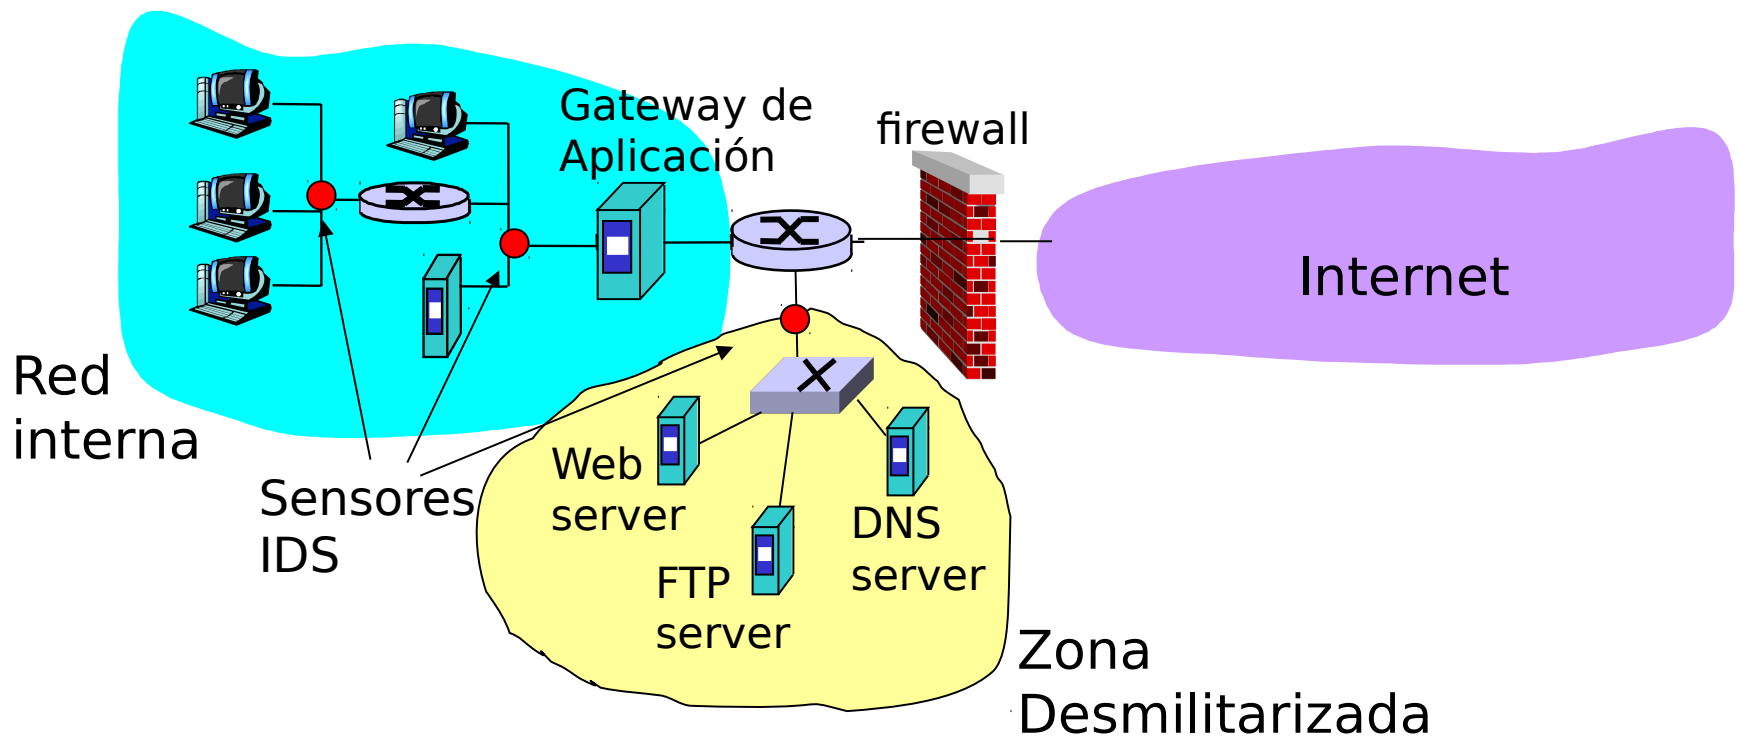 Gateway de
Aplicación
firewall
Internet
Red
interna
Sensores
IDS
Web
server
FTP
server
DNS
server
Zona
Desmilitarizada